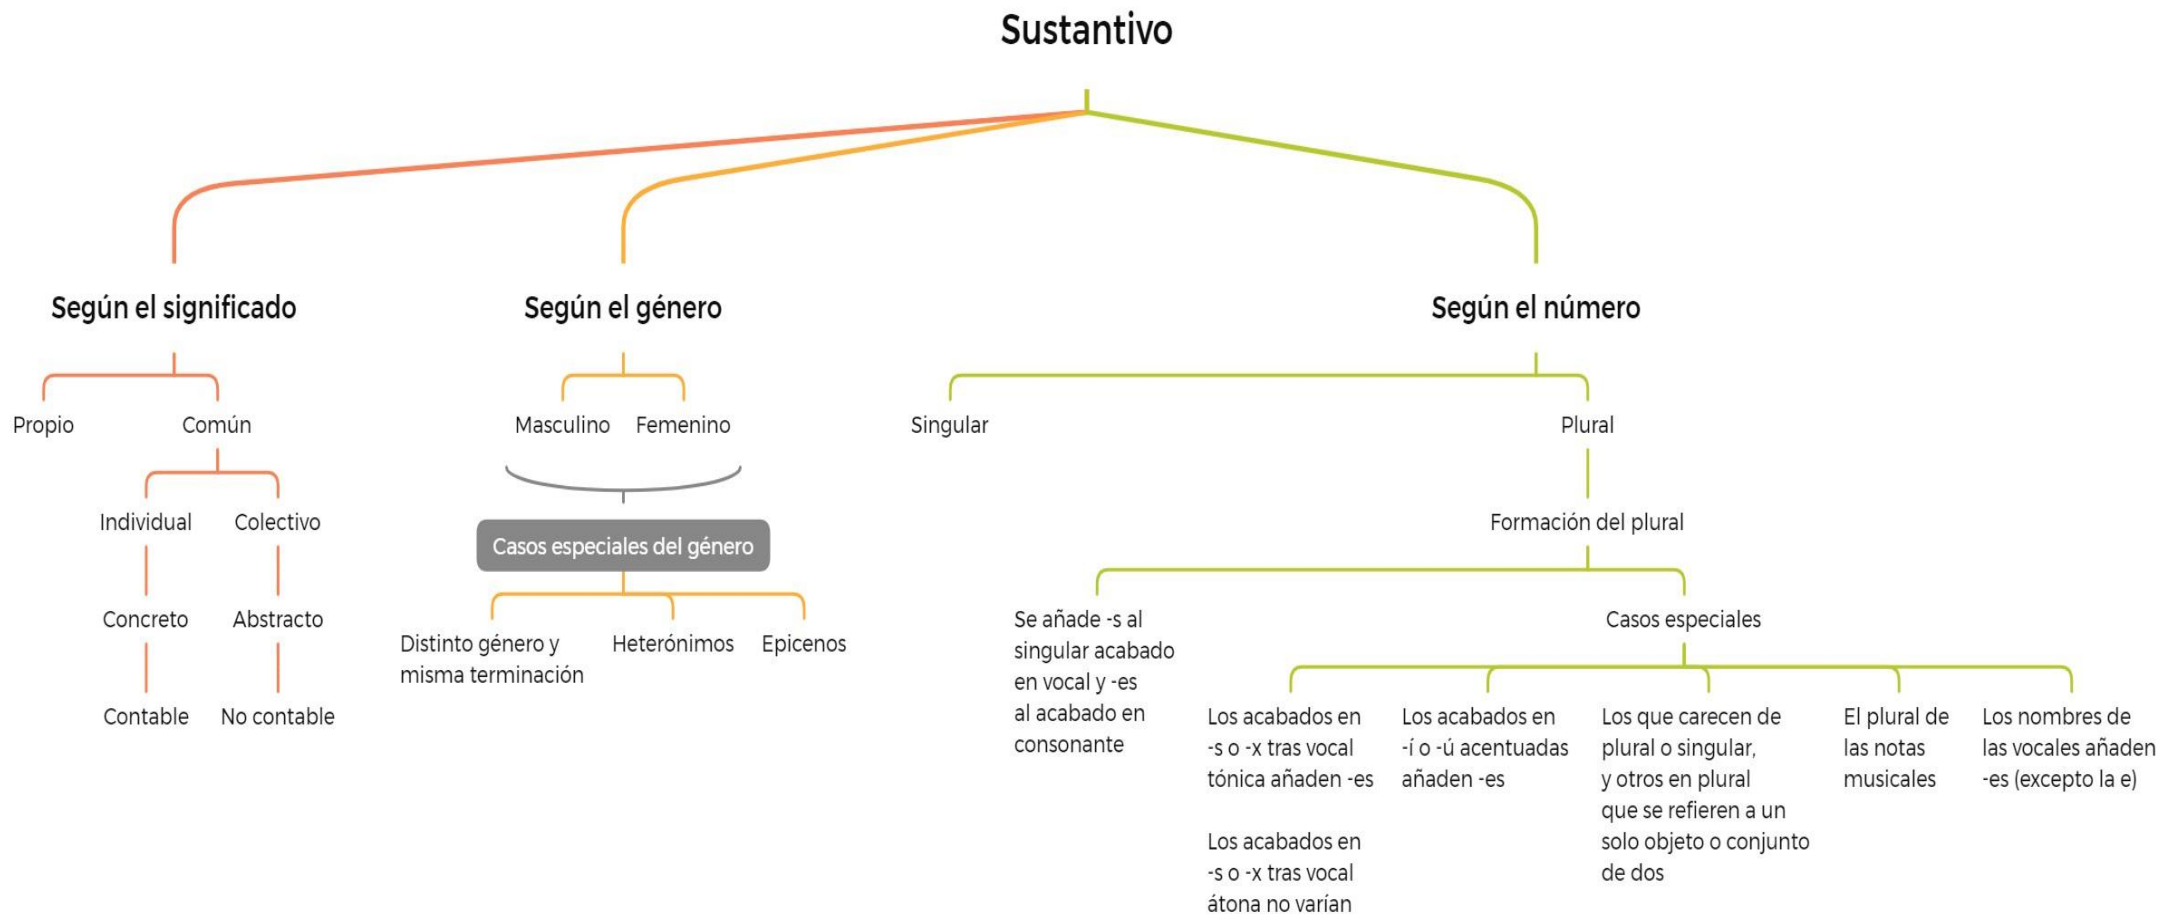 Sustantivo
Según el significado
Según el género
Según el número
Propio
Común
Masculino
Femenino
Singular
Plural
Individual
Colectivo
Casos especiales del género
Formación del plural
Concreto
Abstracto
Contable
No contable
Distinto género y
misma terminación
Heterónimos
Epicenos
Se añade -s al
singular acabado
en vocal y -es
al acabado en
consonante
Casos especiales
Los acabados en
-s o -x tras vocal
tónica añaden -es
Los acabados en
-s o -x tras vocal
átona no varían
Los acabados en
-í o -ú acentuadas
añaden -es
Los que carecen de
plural o singular,
y otros en plural
que se refieren a un
solo objeto o conjunto
de dos
El plural de
las notas
musicales
Los nombres de
las vocales añaden
-es (excepto la e)